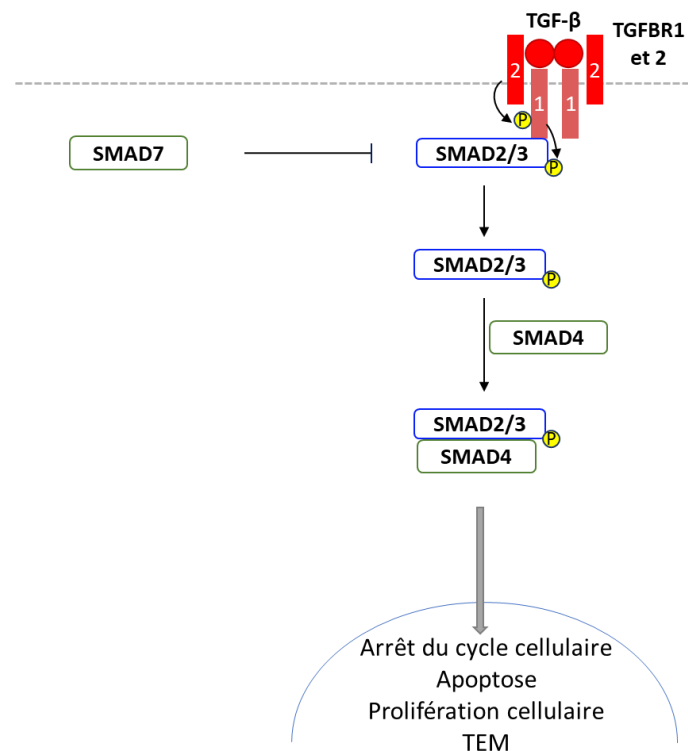 TGF-β
TGFBR1
et 2
2
2
1
1
P
SMAD7
SMAD2/3
P
SMAD2/3
P
SMAD4
SMAD2/3
P
SMAD4
Arrêt du cycle cellulaire
Apoptose
Prolifération cellulaire
TEM